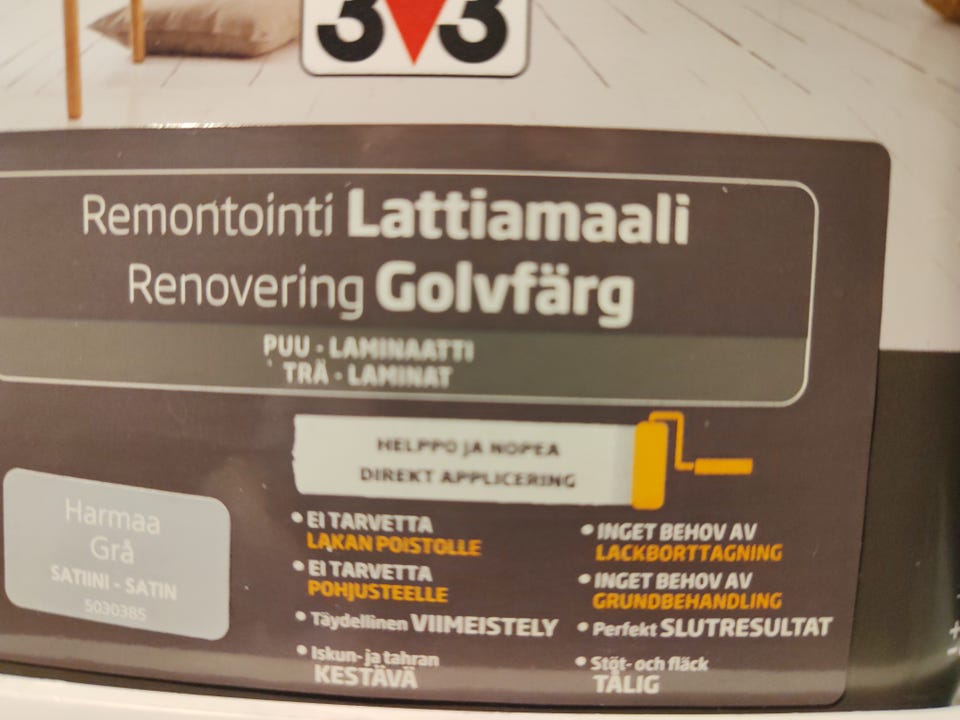 3V3
Remontointi Lattiamaali
Renovering Golvfärg
PUU - LAMINAATTI
TRÄ - LAMINAT
HELPPO JA NOPEA
DIREKT APPLICERING
Harmaa
Grå
SATIINI - SATIN
5030385
• EI TARVETTA
LAKAN POISTOLLE
• EI TARVETTA
POHJUSTEELLE
• Täydellinen VIIMEISTELY
• Iskun- ja tahran
KESTÄVÄ
• INGET BEHOV AV
LACKBORTTAGNING
• INGET BEHOV AV
GRUNDBEHANDLING
• Perfekt SLUTRESULTAT
• Stöt- och fläck
TÅLIG